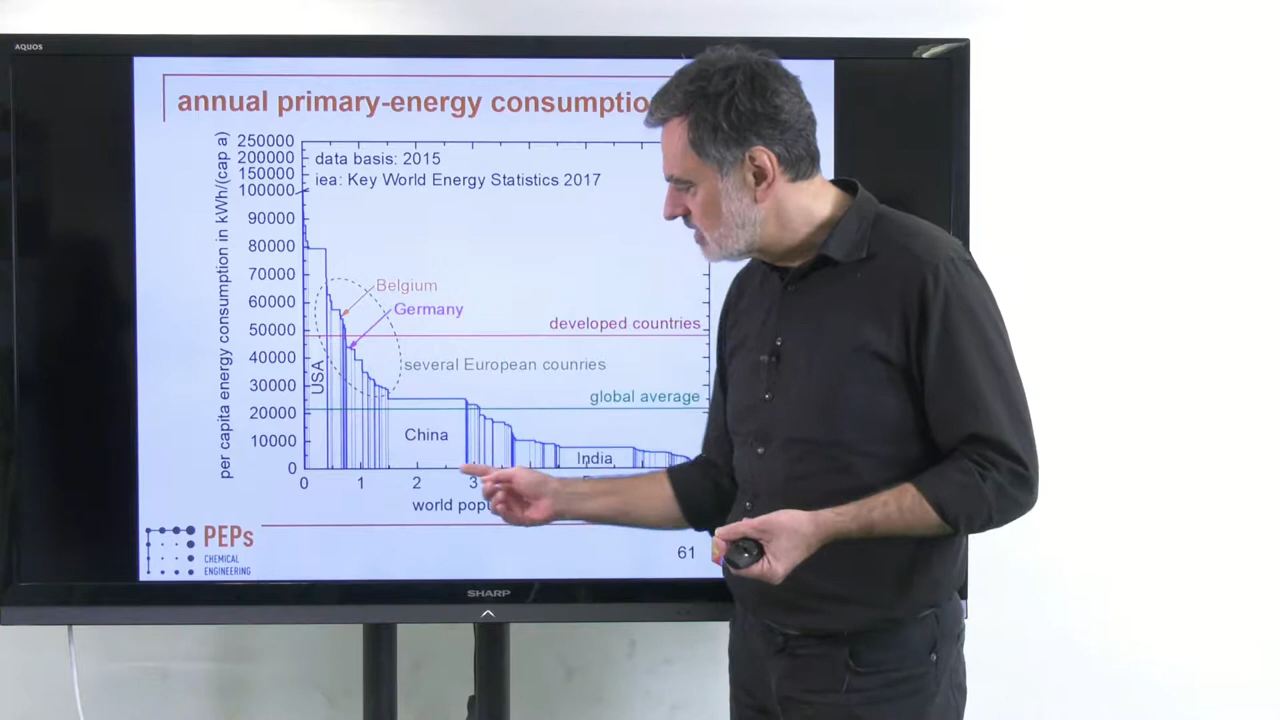 AQUOS
annual primary-energy
per capita energy consumption in kWh/(cap a)
250000
200000
150000
100000
90000
80000
70000
60000
50000
40000
30000
20000
10000
0
data basis: 2015
iea: Key World Energy Statistics 2017
Belgium
Germany
developed countries
several European counries
global average
USA
China
India
0
1
2
3
world
PEPs
CHEMICAL
ENGINEERING
61
SHARP